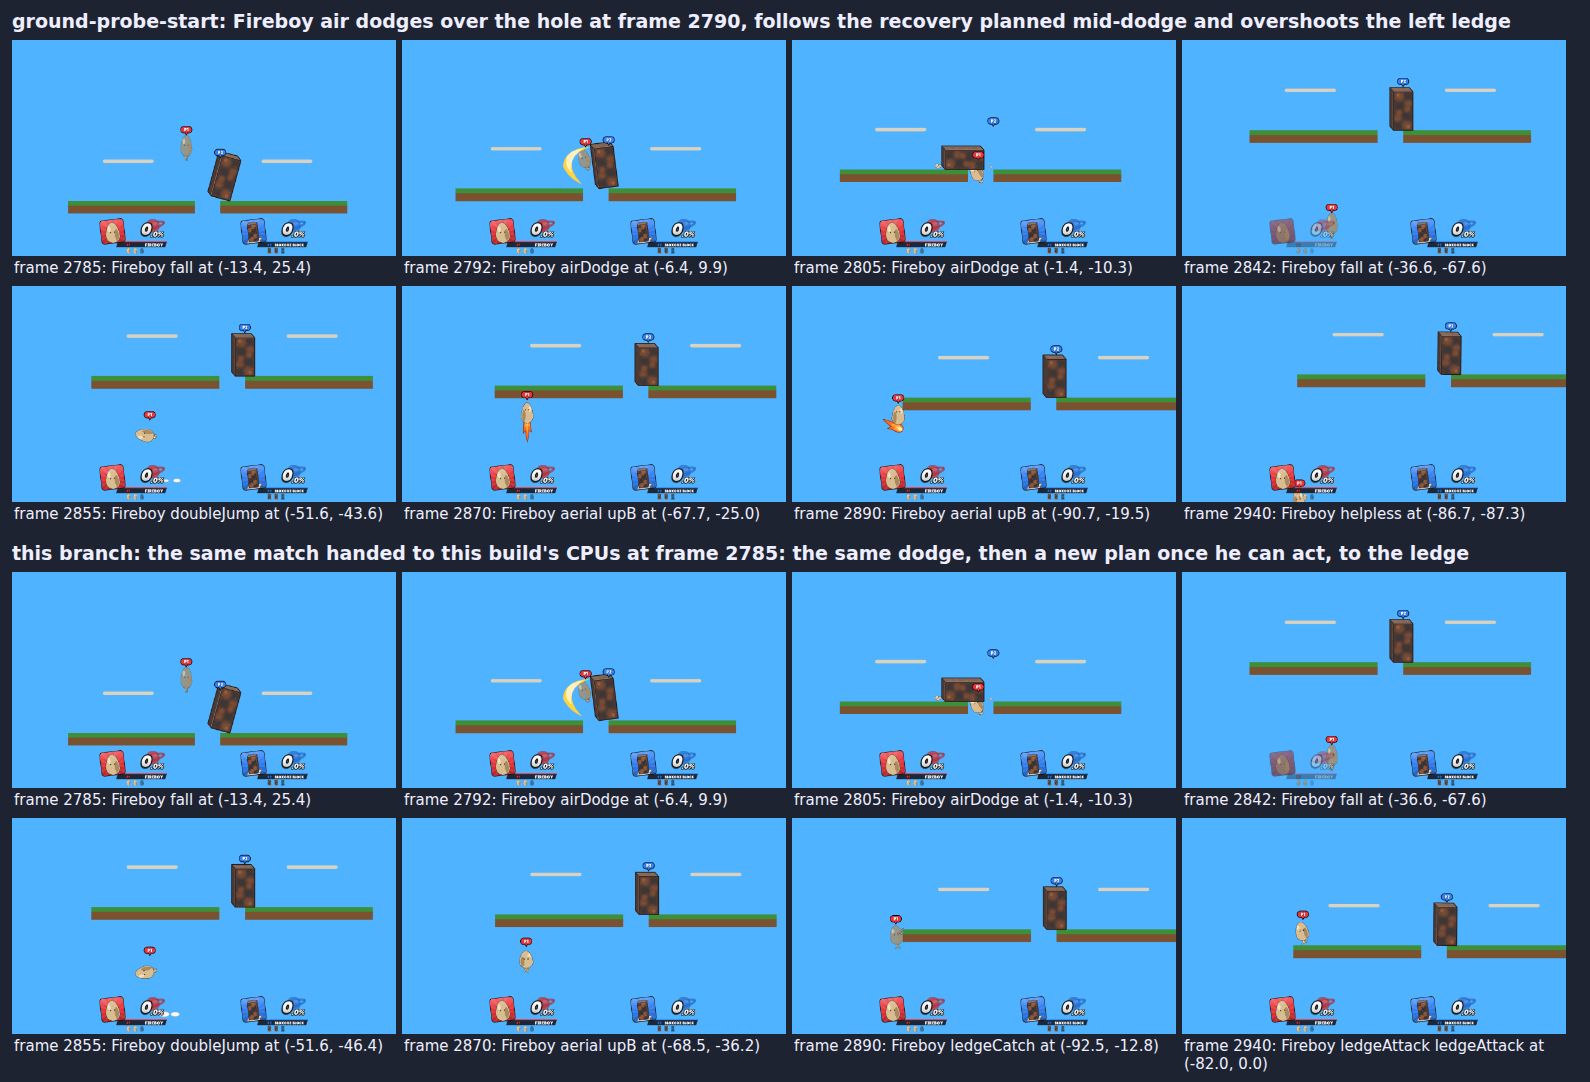 ground-probe-start: Fireboy air dodges over the hole at frame 2790, follows the recovery planned mid-dodge and overshoots the left ledge
frame 2785: Fireboy fall at (-13.4, 25.4)
frame 2792: Fireboy airDodge at (-6.4, 9.9)
frame 2805: Fireboy airDodge at (-1.4, -10.3)
frame 2842: Fireboy fall at (-36.6, -67.6)
frame 2855: Fireboy doubleJump at (-51.6, -43.6)
frame 2870: Fireboy aerial upB at (-67.7, -25.0)
frame 2890: Fireboy aerial upB at (-90.7, -19.5)
frame 2940: Fireboy helpless at (-86.7, -87.3)
this branch: the same match handed to this build's CPUs at frame 2785: the same dodge, then a new plan once he can act, to the ledge
frame 2785: Fireboy fall at (-13.4, 25.4)
frame 2792: Fireboy airDodge at (-6.4, 9.9)
frame 2805: Fireboy airDodge at (-1.4, -10.3)
frame 2842: Fireboy fall at (-36.6, -67.6)
frame 2855: Fireboy doubleJump at (-51.6, -46.4)
frame 2870: Fireboy aerial upB at (-68.5, -36.2)
frame 2890: Fireboy ledgeCatch at (-92.5, -12.8)
frame 2940: Fireboy ledgeAttack ledgeAttack at
(-82.0, 0.0)